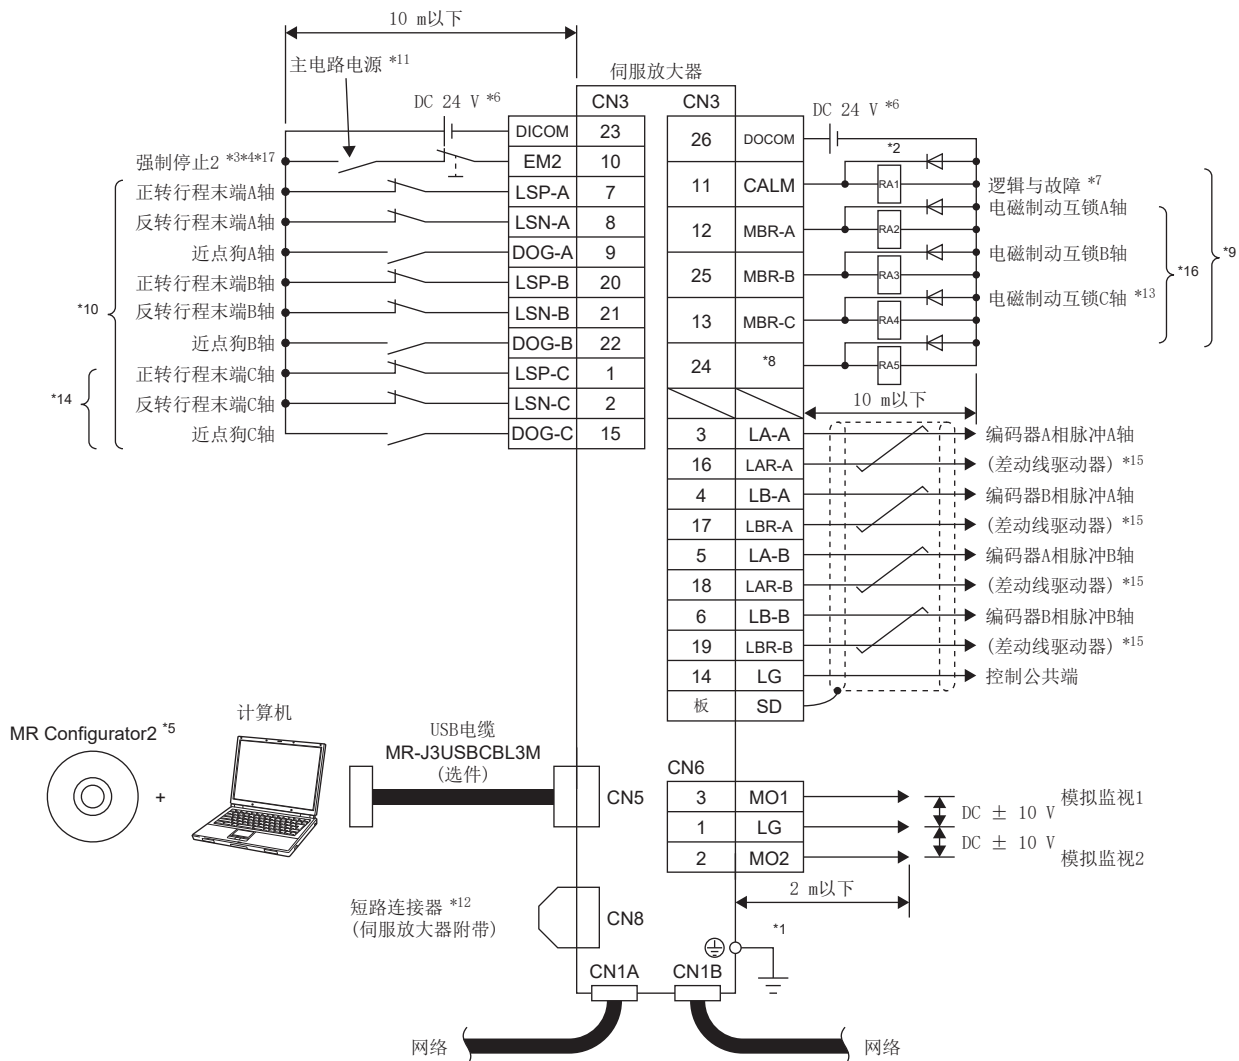 10 m以下
主电路电源 *11
伺服放大器
DC 24 V *6
CN3
CN3
DC 24 V *6
DICOM 23
26 DOCOM
*2
强制停止2 *3*4*17
EM2 10
正转行程末端A轴
LSP-A 7
11 CALM
RA1
逻辑与故障 *7
反转行程末端A轴
LSN-A 8
12 MBR-A
RA2
电磁制动互锁A轴
近点狗A轴
DOG-A 9
25 MBR-B
RA3
电磁制动互锁B轴
*16
*9
正转行程末端B轴
LSP-B 20
*10
反转行程末端B轴
LSN-B 21
13 MBR-C
RA4
电磁制动互锁C轴 *13
近点狗B轴
DOG-B 22
24 *8
RA5
正转行程末端C轴
LSP-C 1
*14
反转行程末端C轴
LSN-C 2
10 m以下
近点狗C轴
DOG-C 15
3 LA-A
编码器A相脉冲A轴
16 LAR-A
(差动线驱动器) *15
4 LB-A
编码器B相脉冲A轴
17 LBR-A
(差动线驱动器) *15
5 LA-B
编码器A相脉冲B轴
18 LAR-B
(差动线驱动器) *15
6 LB-B
编码器B相脉冲B轴
19 LBR-B
(差动线驱动器) *15
14 LG
控制公共端
板 SD
MR Configurator2 *5
+
计算机
USB电缆
MR-J3USBCBL3M
(选件)
CN5
CN6
3 MO1
模拟监视1
DC ± 10 V
1 LG
DC ± 10 V
2 MO2
模拟监视2
2 m以下
短路连接器 *12
(伺服放大器附带)
CN8
*1
CN1A
CN1B
网络
网络